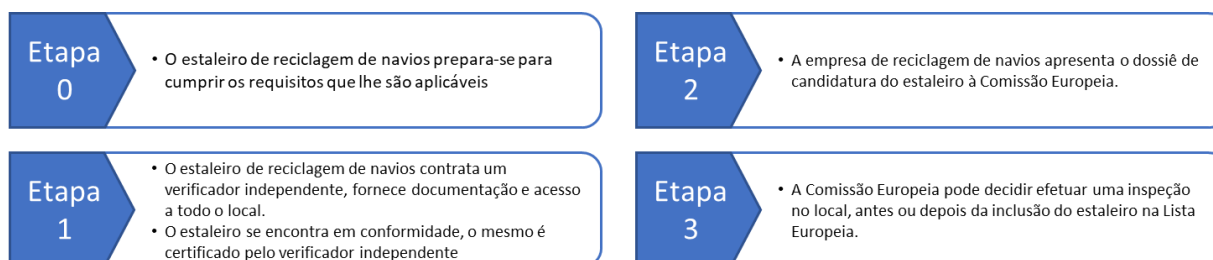 Etapa
0
• O estaleiro de reciclagem de navios prepara-se para
cumprir os requisitos que lhe são aplicáveis
Etapa
1
• O estaleiro de reciclagem de navios contrata um
verificador independente, fornece documentação e acesso
a todo o local.
• O estaleiro se encontra em conformidade, o mesmo é
certificado pelo verificador independente
Etapa
2
• A empresa de reciclagem de navios apresenta o dossiê de
candidatura do estaleiro à Comissão Europeia.
Etapa
3
• A Comissão Europeia pode decidir efetuar uma inspeção
no local, antes ou depois da inclusão do estaleiro na Lista
Europeia.